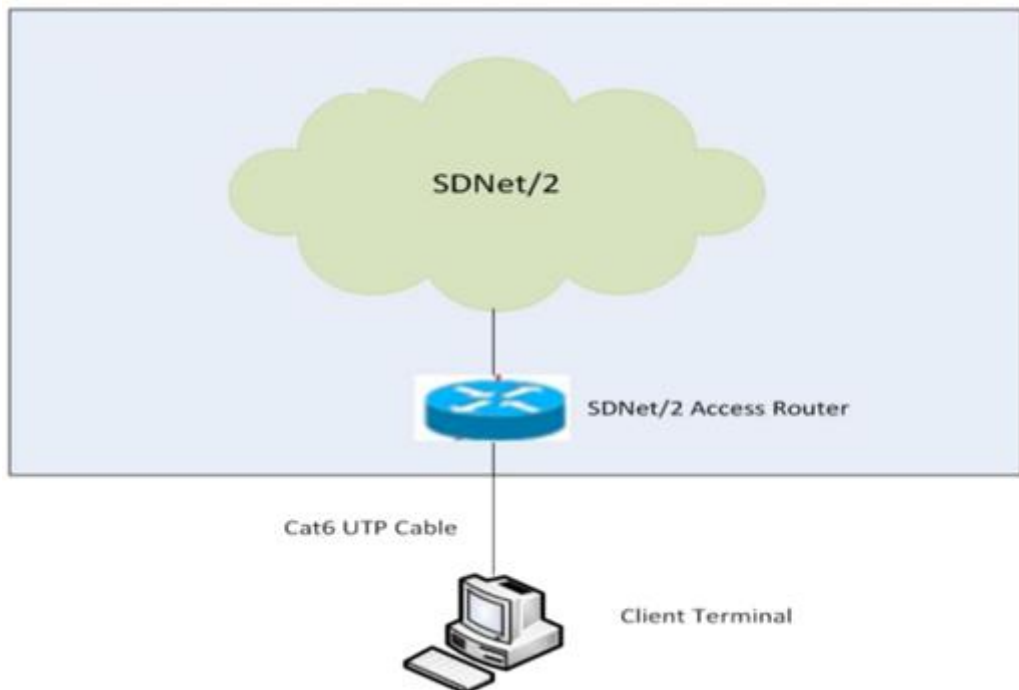 SDNet/2
SDNet/2 Access Router
Cat6 UTP Cable
Client Terminal